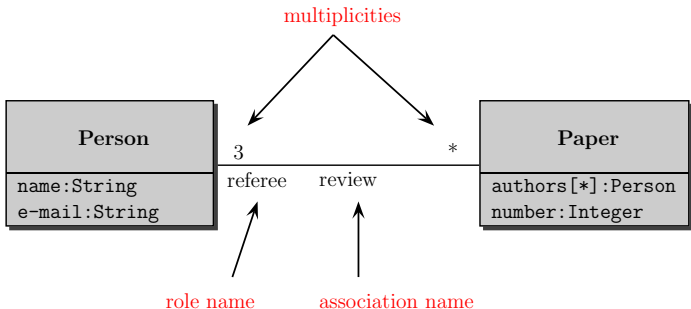 multiplicities
Person
Paper
3
*
referee
review
name:String
e-mail:String
authors[*]:Person
number:Integer
role name
association name